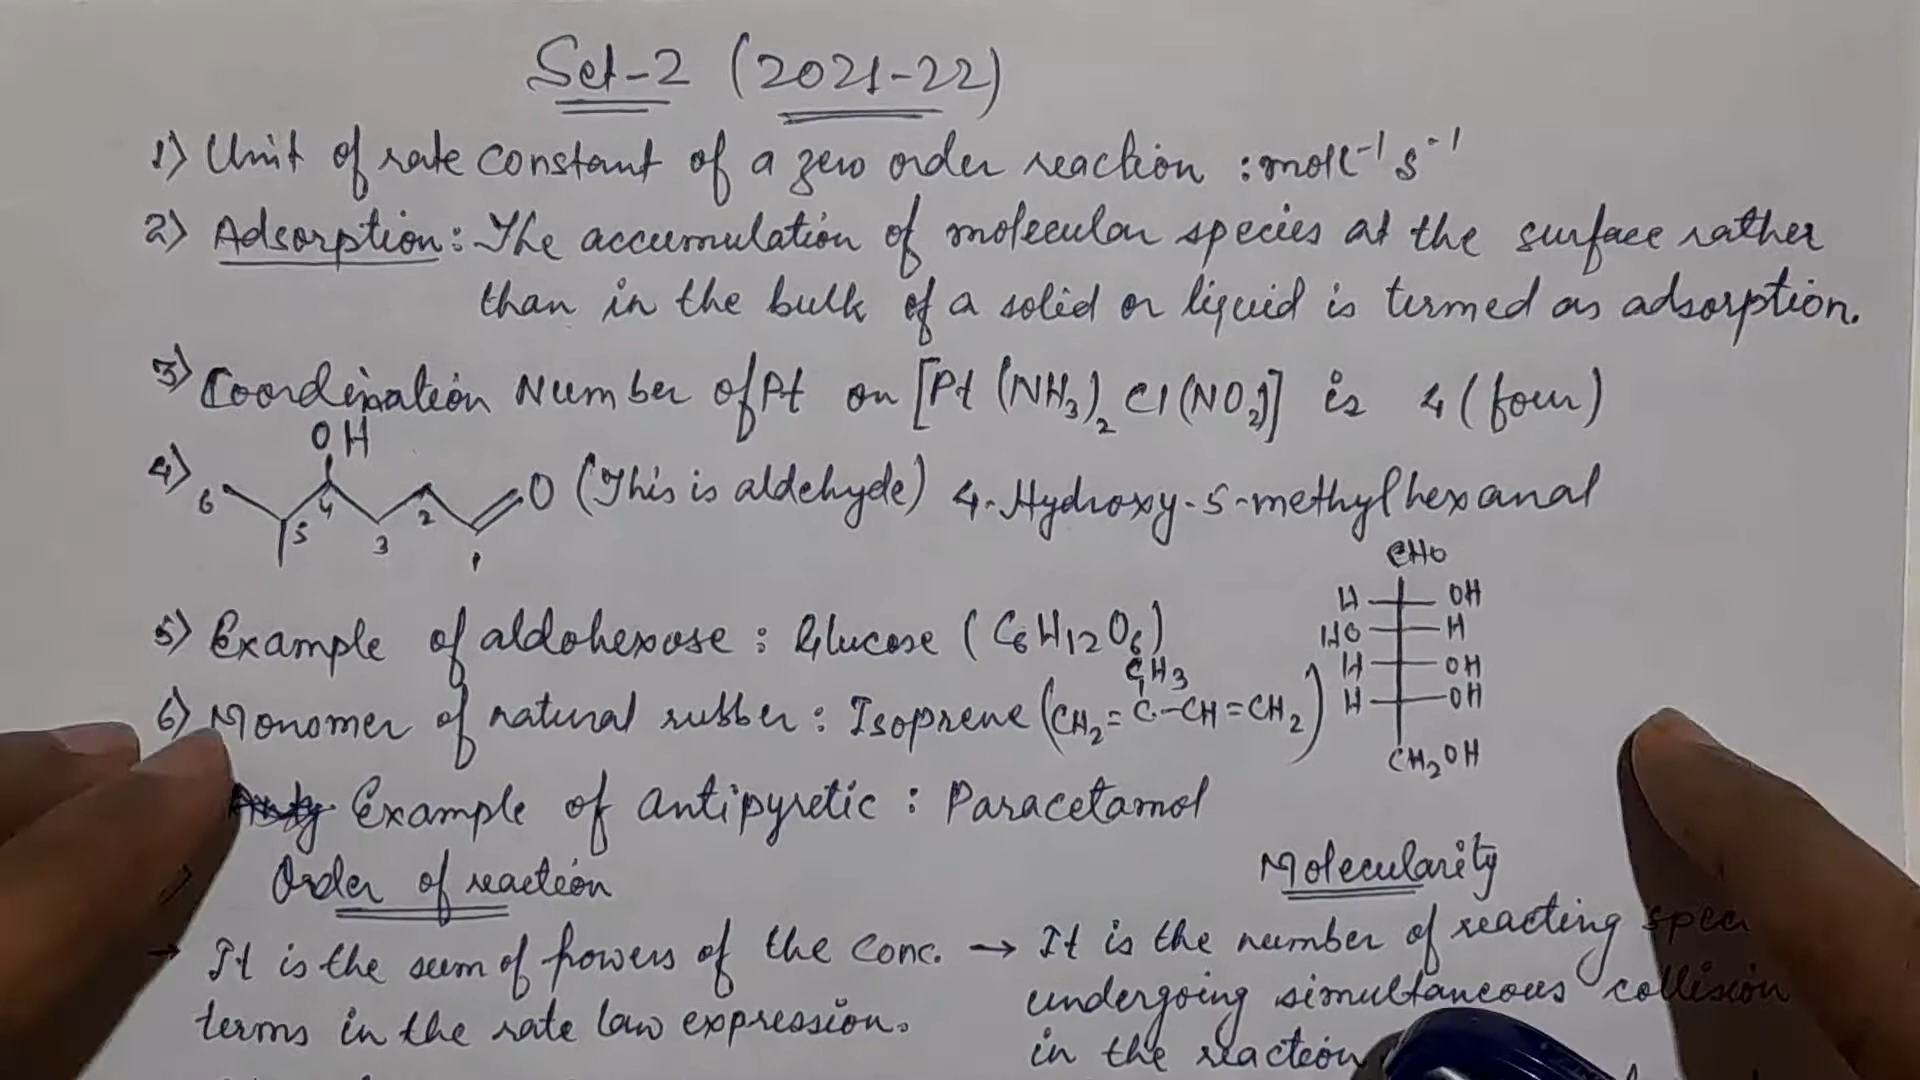 Set-2 (2021-22)
1) Unit of rate constant of a zero order reaction : mol L⁻¹ s⁻¹
2) Adsorption : The accumulation of molecular species at the surface rather
than in the bulk of a solid or liquid is termed as adsorption.
3) Coordination Number of Pt on [Pt (NH₃)₂ Cl(NO₂)] is 4 (four)
OH
4) 6 5 4 3 2 1 O (This is aldehyde) 4-Hydroxy-5-methylhexanal
CHO
H OH
5) Example of aldohexose : Glucose (C₆H₁₂O₆)
HO H
CH₃
H OH
6) Monomer of natural rubber : Isoprene (CH₂=C-CH=CH₂)
H OH
CH₂OH
Example of antipyretic : Paracetamol
Order of reaction
Molecularity
→ It is the sum of powers of the conc.
terms in the rate law expression.
→ It is the number of reacting
undergoing simultaneous collision
in the reaction